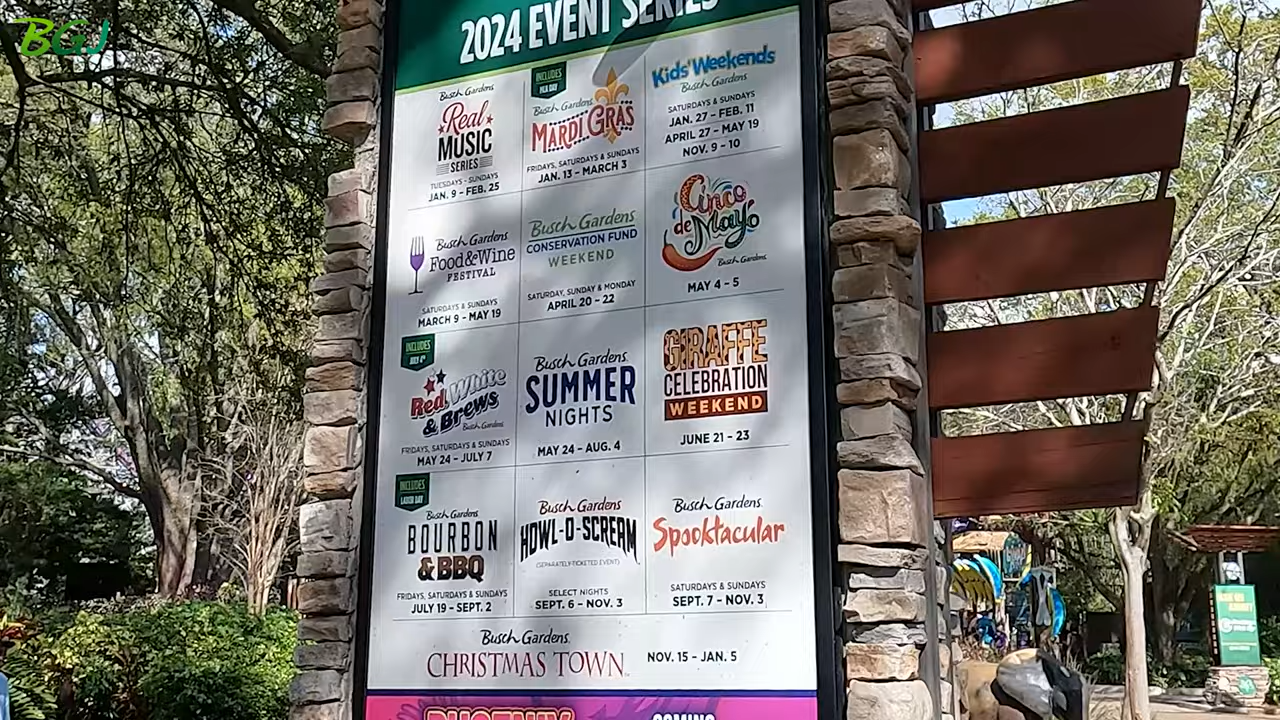 BGJ
2024 EVENT SERIES
Busch Gardens
Real
MUSIC
SERIES
TUESDAYS - SUNDAYS
JAN. 9 - FEB. 25
INCLUDES
MLK DAY
Busch Gardens
MARDI GRAS
FRIDAYS, SATURDAYS & SUNDAYS
JAN. 13 - MARCH 3
Kids' Weekends
Busch Gardens
SATURDAYS & SUNDAYS
JAN. 27 - FEB. 11
APRIL 27 - MAY 19
NOV. 9 - 10
Busch Gardens
Food & Wine
FESTIVAL
SATURDAYS & SUNDAYS
MARCH 9 - MAY 19
Busch Gardens
CONSERVATION FUND
WEEKEND
SATURDAY, SUNDAY & MONDAY
APRIL 20 - 22
Cinco
de Mayo
Busch Gardens
MAY 4 - 5
INCLUDES
JULY 4th
Red, White
& Brews
Busch Gardens
FRIDAYS, SATURDAYS & SUNDAYS
MAY 24 - JULY 7
Busch Gardens
SUMMER
NIGHTS
MAY 24 - AUG. 4
GIRAFFE
CELEBRATION
WEEKEND
JUNE 21 - 23
INCLUDES
LABOR DAY
Busch Gardens
BOURBON
& BBQ
FRIDAYS, SATURDAYS & SUNDAYS
JULY 19 - SEPT. 2
Busch Gardens
HOWL-O-SCREAM
(SEPARATELY-TICKETED EVENT)
SELECT NIGHTS
SEPT. 6 - NOV. 3
Busch Gardens
Spooktacular
SATURDAYS & SUNDAYS
SEPT. 7 - NOV. 3
Busch Gardens
CHRISTMAS TOWN
NOV. 15 - JAN. 5
PHOENIX
COMING